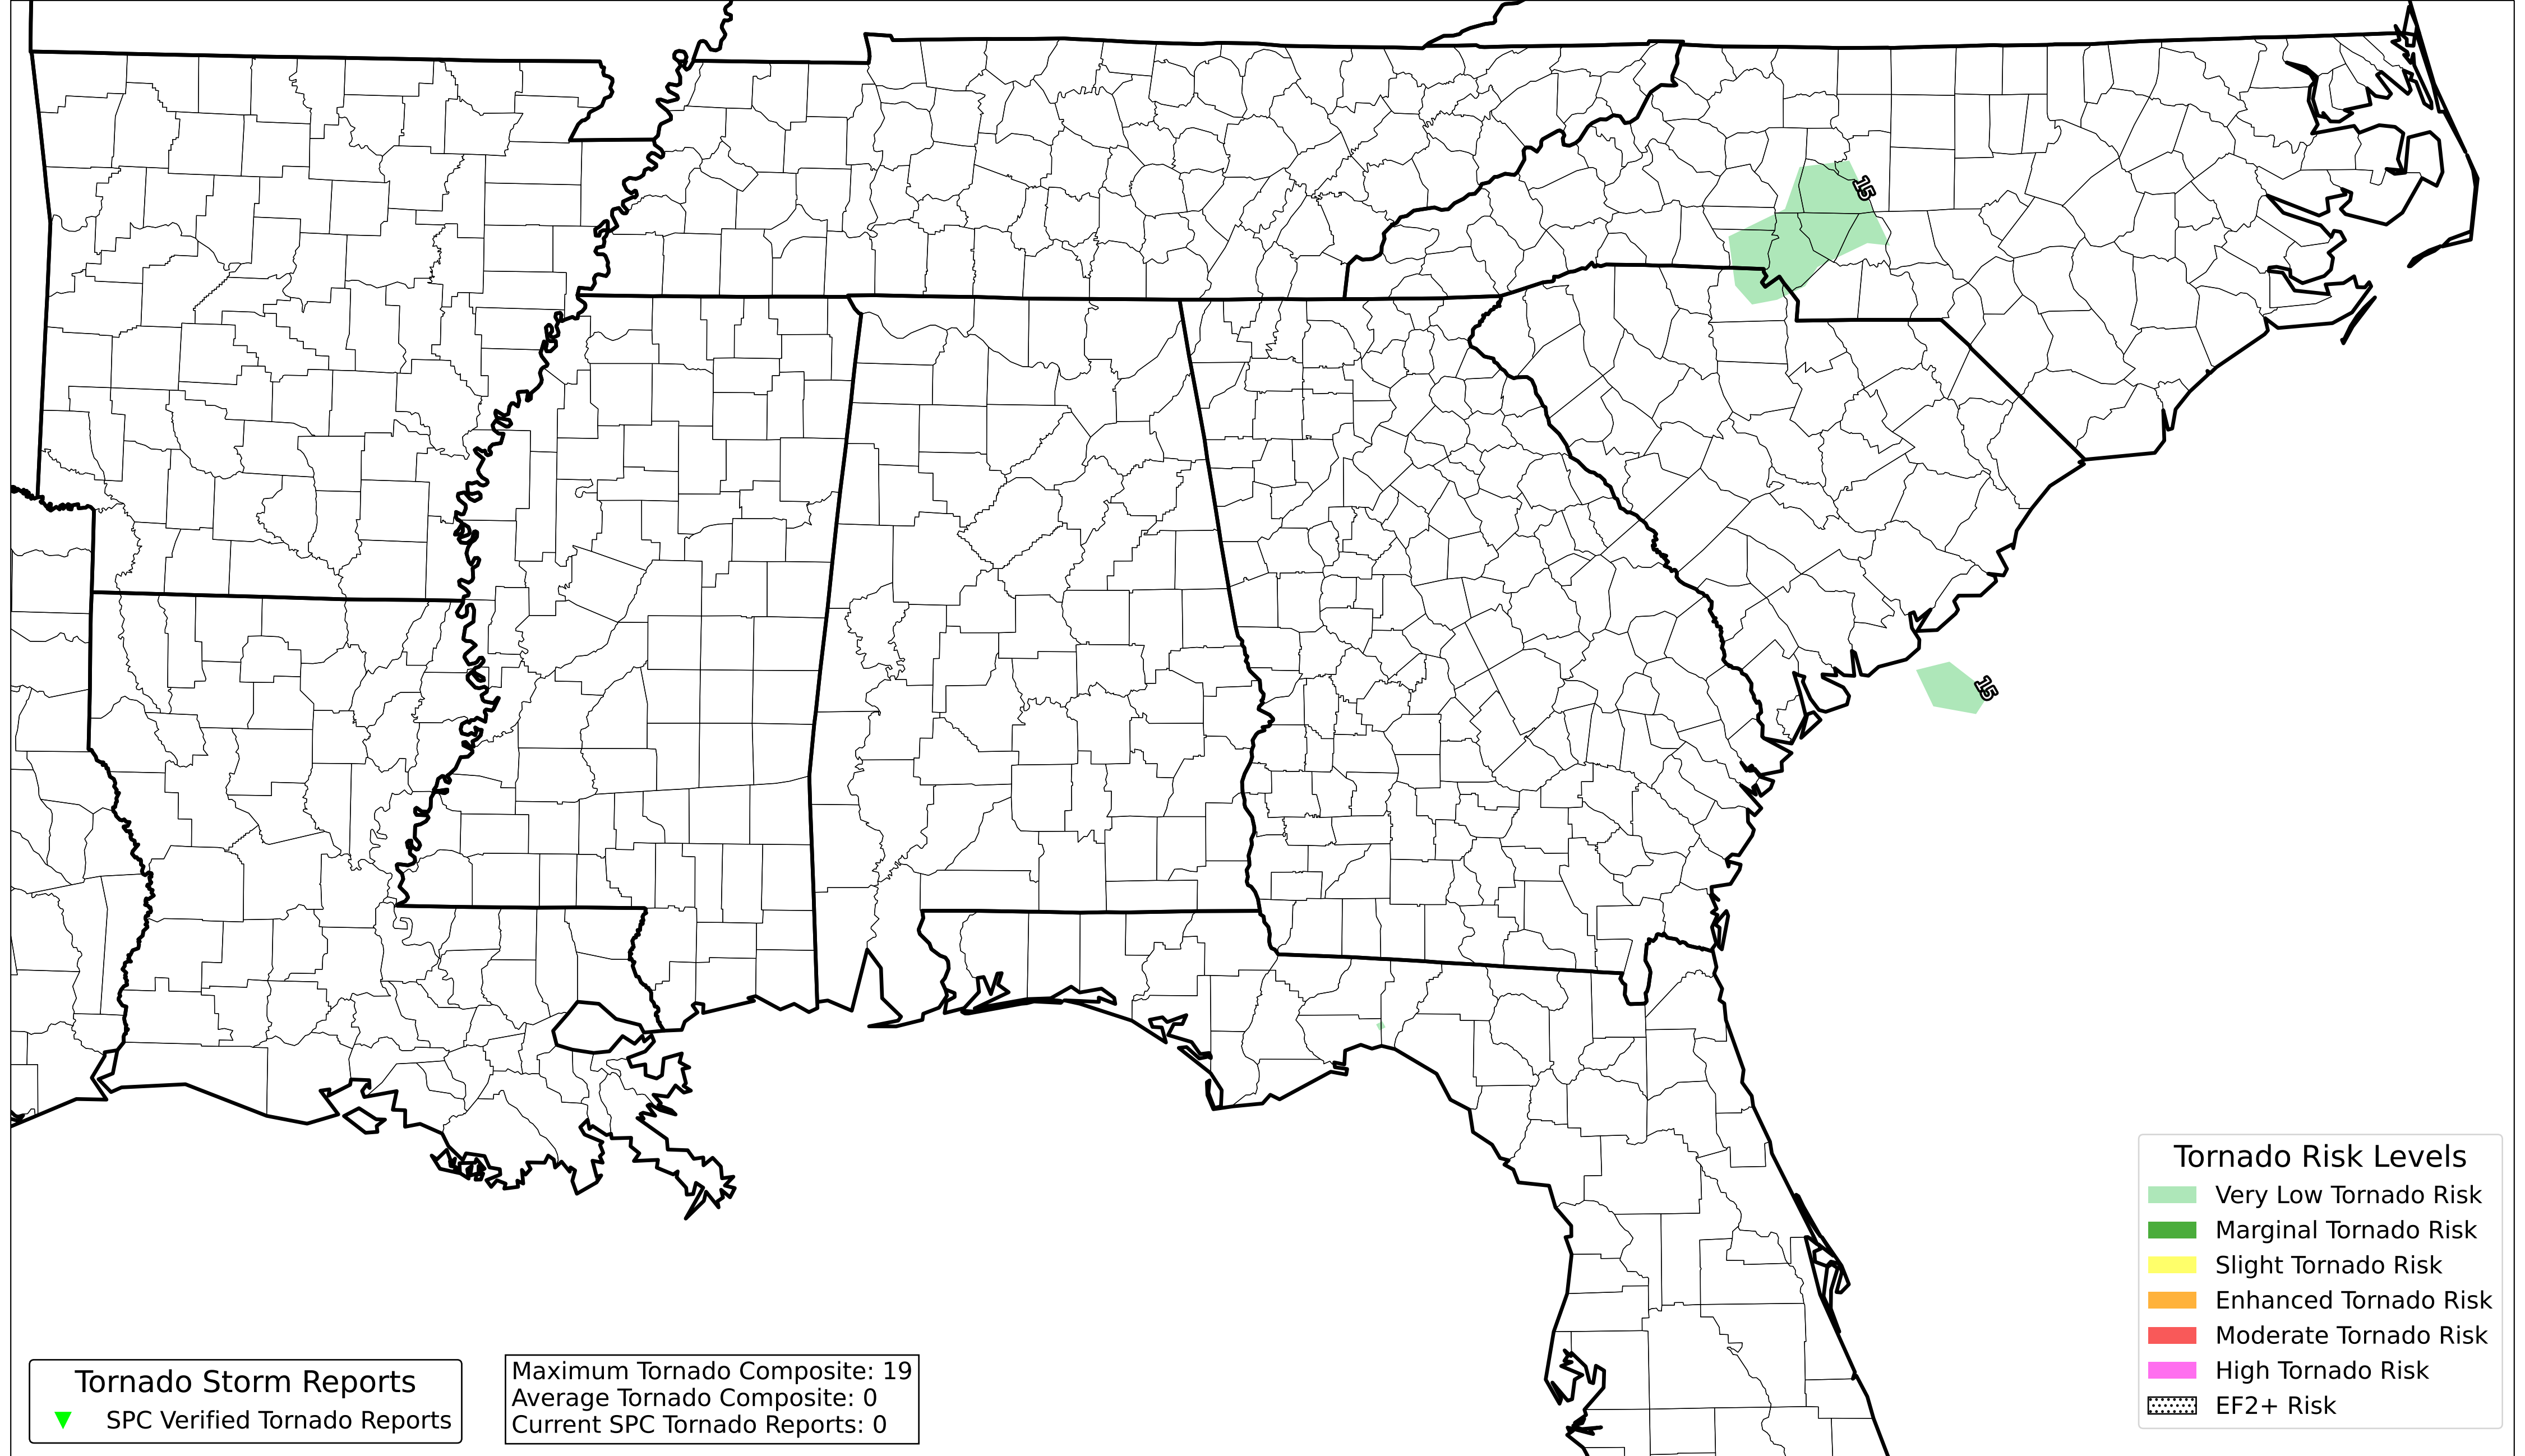 15
15
Tornado Risk Levels
Very Low Tornado Risk
Marginal Tornado Risk
Slight Tornado Risk
Enhanced Tornado Risk
Moderate Tornado Risk
High Tornado Risk
EF2+ Risk
Tornado Storm Reports
SPC Verified Tornado Reports
Maximum Tornado Composite: 19
Average Tornado Composite: 0
Current SPC Tornado Reports: 0